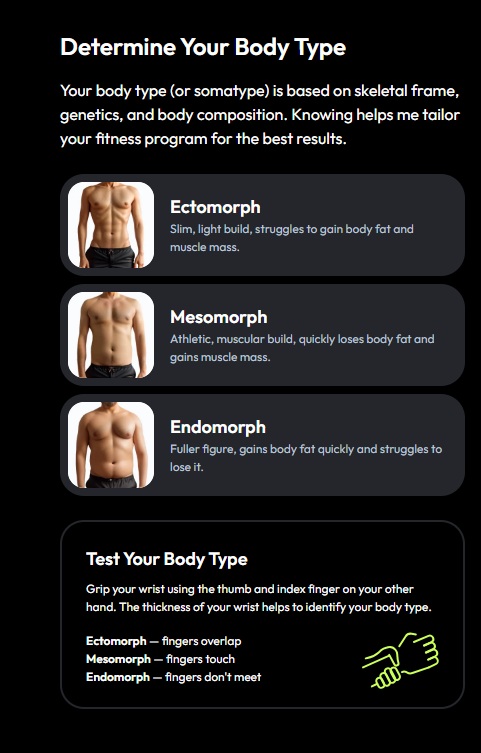 Determine Your Body Type
Your body type (or somatype) is based on skeletal frame,
genetics, and body composition. Knowing helps me tailor
your fitness program for the best results.
Ectomorph
Slim, light build, struggles to gain body fat and
muscle mass.
Mesomorph
Athletic, muscular build, quickly loses body fat and
gains muscle mass.
Endomorph
Fuller figure, gains body fat quickly and struggles to
lose it.
Test Your Body Type
Grip your wrist using the thumb and index finger on your other
hand. The thickness of your wrist helps to identify your body type.
Ectomorph — fingers overlap
Mesomorph — fingers touch
Endomorph — fingers don't meet